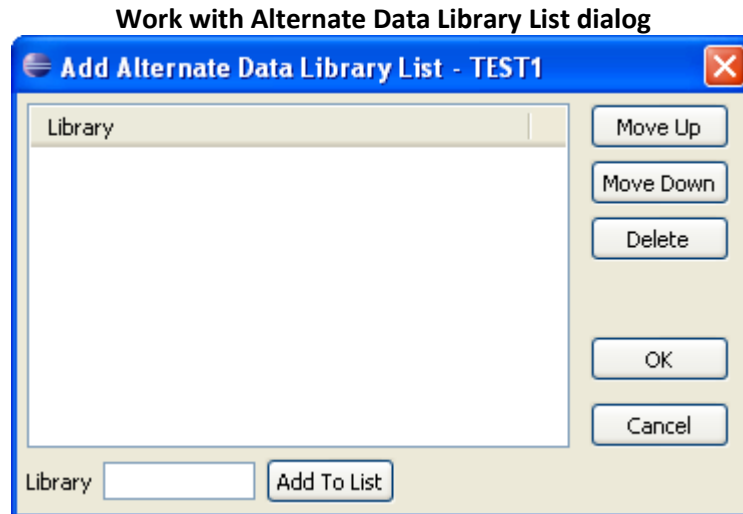 Work with Alternate Data Library List dialog
Add Alternate Data Library List - TEST1
Library
Move Up
Move Down
Delete
OK
Cancel
Library
Add To List